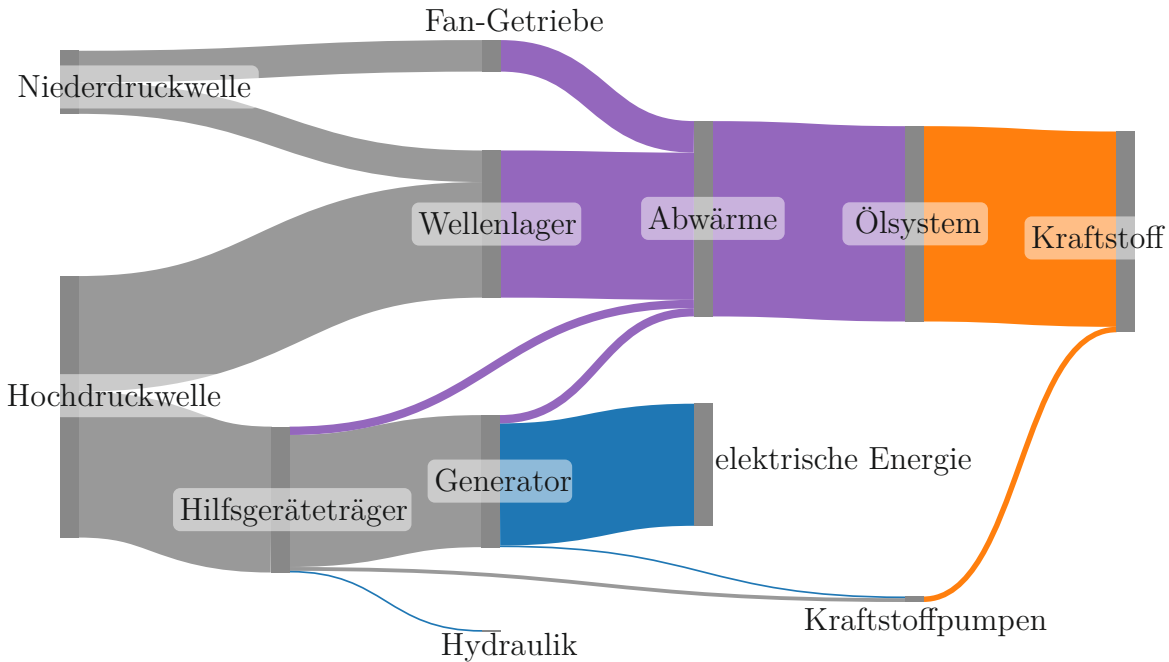 Fan-Getriebe
Niederdruckwelle
Wellenlager
Abwärme
Ölsystem
Kraftstoff
Hochdruckwelle
elektrische Energie
Generator
Hilfsgeräteträger
Kraftstoffpumpen
Hydraulik